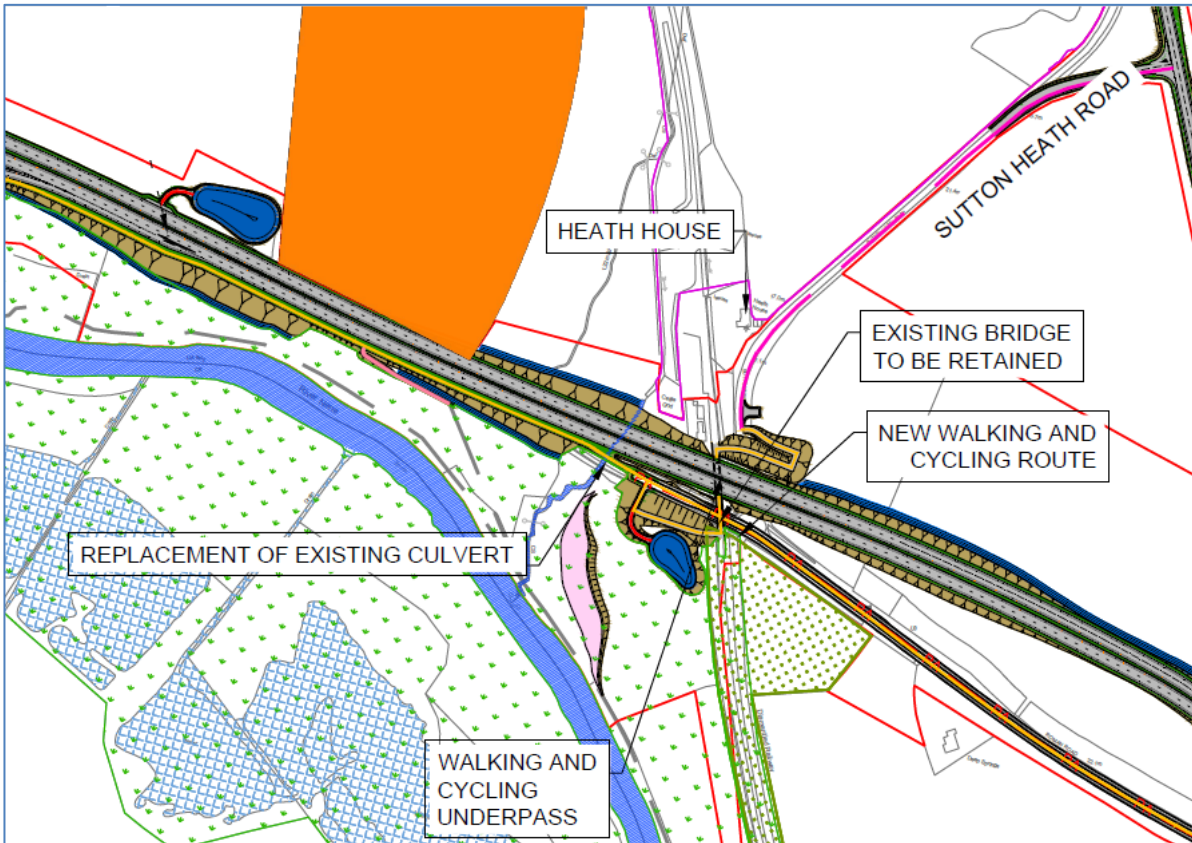 SUTTON HEATH ROAD
HEATH HOUSE
EXISTING BRIDGE
TO BE RETAINED
NEW WALKING AND
CYCLING ROUTE
REPLACEMENT OF EXISTING CULVERT
WALKING AND
CYCLING
UNDERPASS